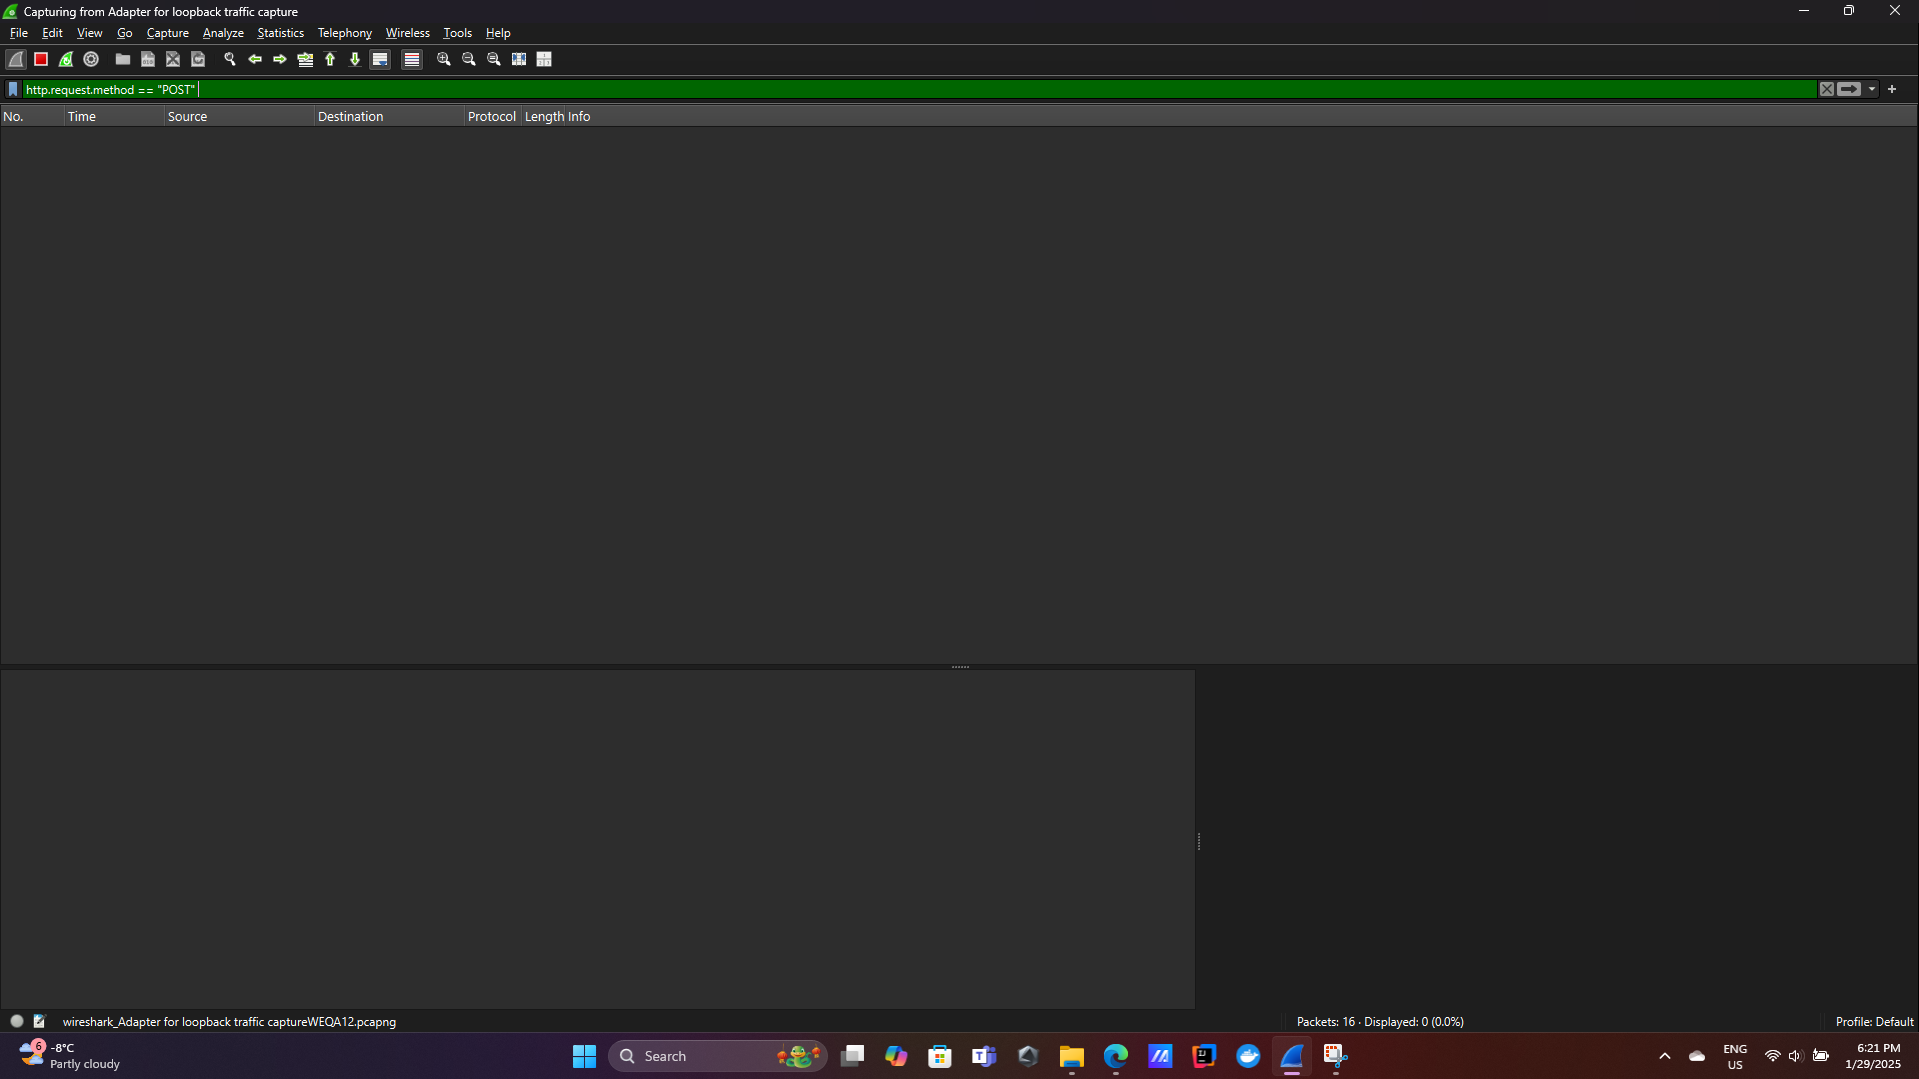 Capturing from Adapter for loopback traffic capture
File Edit View Go Capture Analyze Statistics Telephony Wireless Tools Help
http.request.method == "POST"
No. Time Source Destination Protocol Length Info
wireshark_Adapter for loopback traffic captureWEQA12.pcapng
Packets: 16 · Displayed: 0 (0.0%)
Profile: Default
6
-8°C
Partly cloudy
Search
ENG
US
6:21 PM
1/29/2025